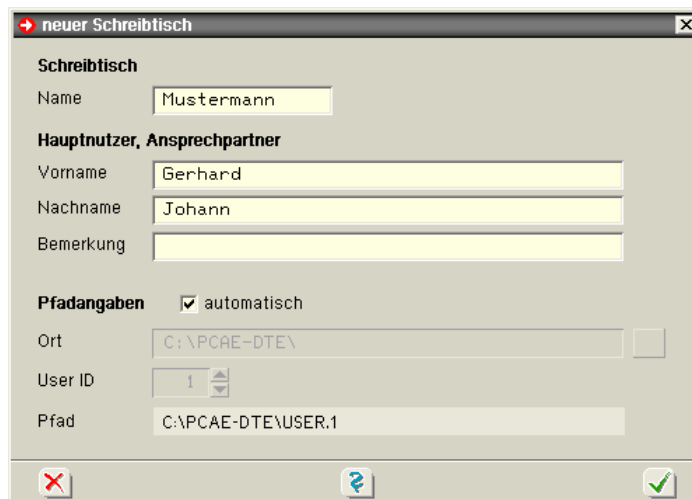 neuer Schreibtisch
Schreibtisch
Name Mustermann
Hauptnutzer, Ansprechpartner
Vorname Gerhard
Nachname Johann
Bemerkung
Pfadangaben automatisch
Ort C:\PCAE-DTE\
User ID 1
Pfad C:\PCAE-DTE\USER.1